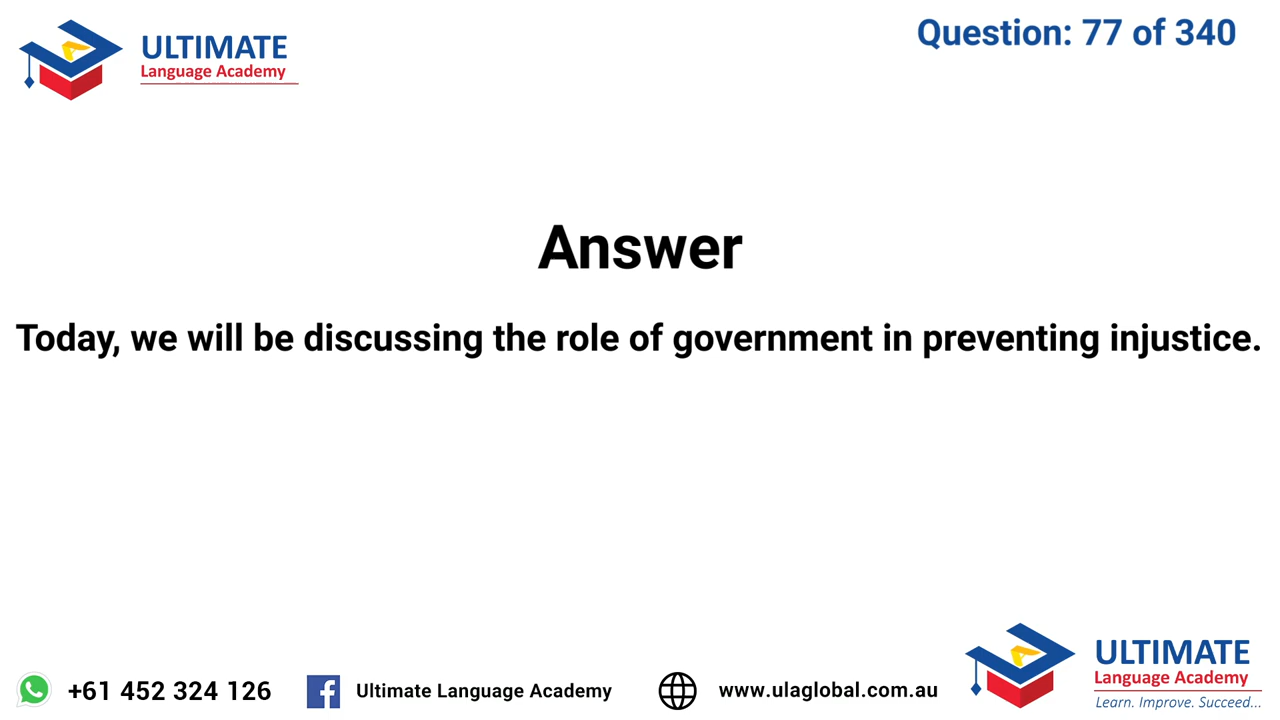 ULTIMATE
Language Academy
Question: 77 of 340
Answer
Today, we will be discussing the role of government in preventing injustice.
+61 452 324 126
Ultimate Language Academy
www.ulaglobal.com.au
ULTIMATE
Language Academy
Learn. Improve. Succeed...